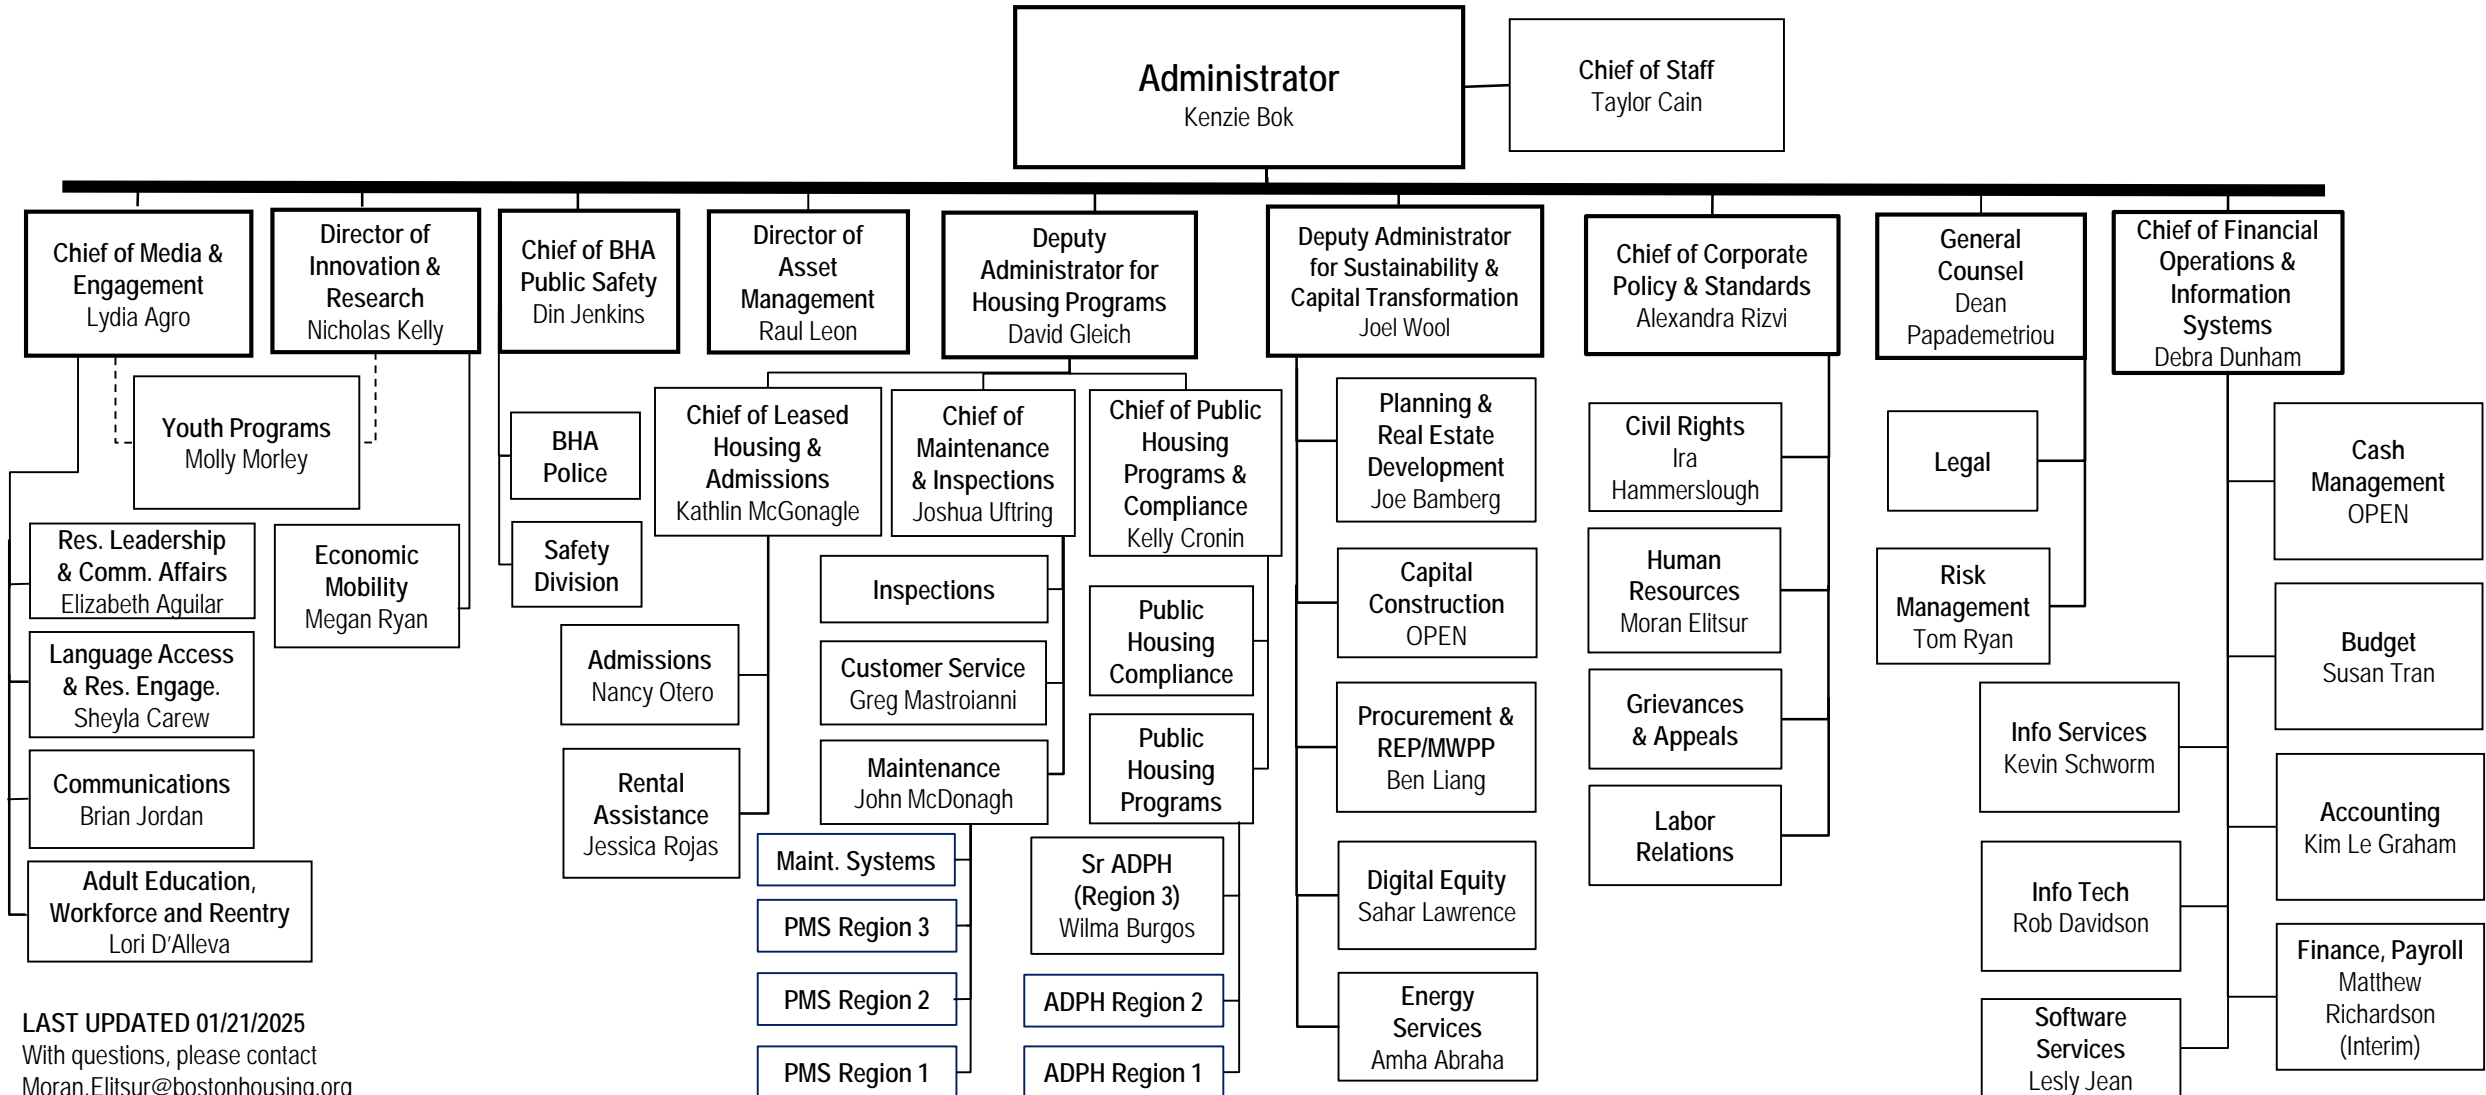 Administrator
Kenzie Bok
Chief of Staff
Taylor Cain
Chief of Media &
Engagement
Lydia Agro
Director of
Innovation &
Research
Nicholas Kelly
Chief of BHA
Public Safety
Din Jenkins
Director of
Asset
Management
Raul Leon
Deputy
Administrator for
Housing Programs
David Gleich
Deputy Administrator
for Sustainability &
Capital Transformation
Joel Wool
Chief of Corporate
Policy & Standards
Alexandra Rizvi
General
Counsel
Dean
Papademetriou
Chief of Financial
Operations &
Information
Systems
Debra Dunham
Youth Programs
Molly Morley
Res. Leadership
& Comm. Affairs
Elizabeth Aguilar
Language Access
& Res. Engage.
Sheyla Carew
Communications
Brian Jordan
Adult Education,
Workforce and Reentry
Lori D'Alleva
Economic
Mobility
Megan Ryan
BHA
Police
Safety
Division
Chief of Leased
Housing &
Admissions
Kathlin McGonagle
Admissions
Nancy Otero
Rental
Assistance
Jessica Rojas
Chief of
Maintenance
& Inspections
Joshua Uftring
Inspections
Customer Service
Greg Mastroianni
Maintenance
John McDonagh
Maint. Systems
PMS Region 3
PMS Region 2
PMS Region 1
Chief of Public
Housing
Programs &
Compliance
Kelly Cronin
Public
Housing
Compliance
Public
Housing
Programs
Sr ADPH
(Region 3)
Wilma Burgos
ADPH Region 2
ADPH Region 1
Planning &
Real Estate
Development
Joe Bamberg
Capital
Construction
OPEN
Procurement &
REP/MWPP
Ben Liang
Digital Equity
Sahar Lawrence
Energy
Services
Amha Abraha
Civil Rights
Ira
Hammerslough
Human
Resources
Moran Elitsur
Grievances
& Appeals
Labor
Relations
Legal
Risk
Management
Tom Ryan
Info Services
Kevin Schworm
Info Tech
Rob Davidson
Software
Services
Lesly Jean
Cash
Management
OPEN
Budget
Susan Tran
Accounting
Kim Le Graham
Finance, Payroll
Matthew
Richardson
(Interim)
LAST UPDATED 01/21/2025
With questions, please contact
Moran.Elitsur@bostonhousing.org